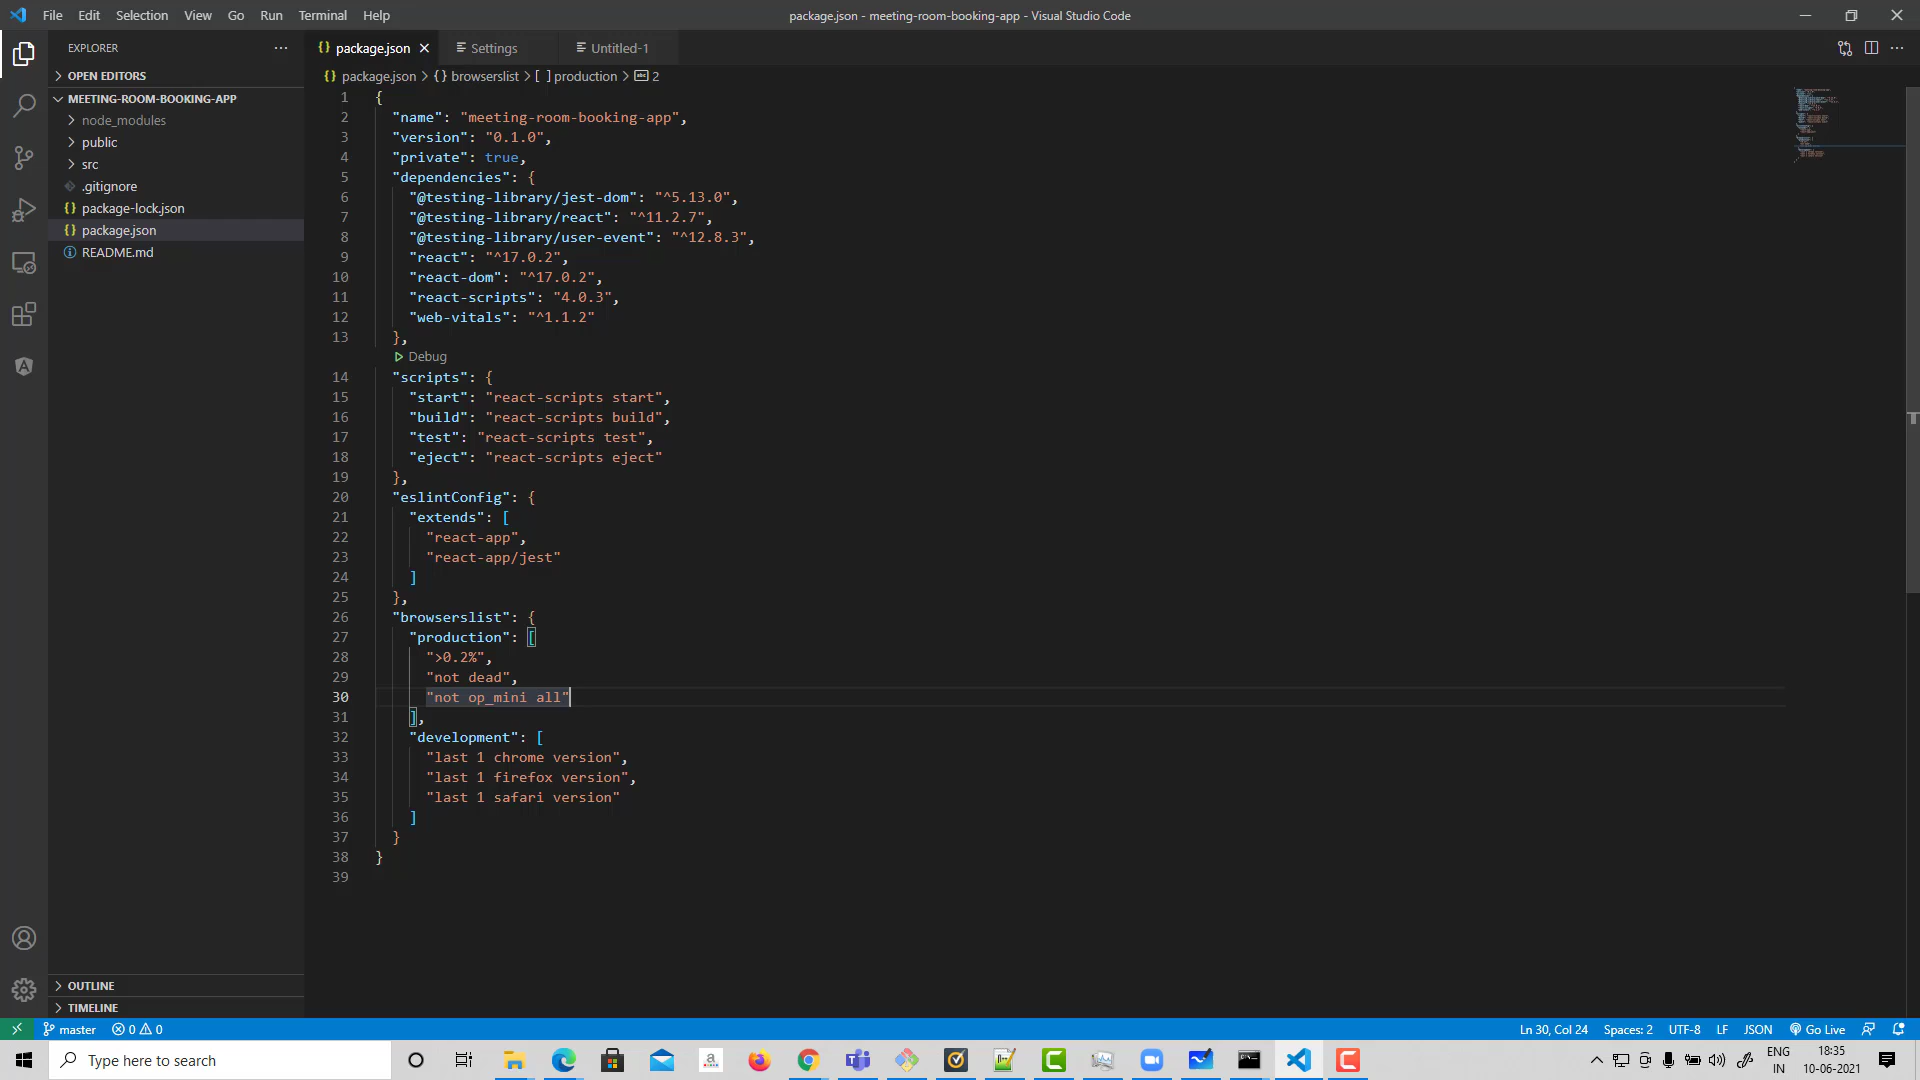 File Edit Selection View Go Run Terminal Help
package.json - meeting-room-booking-app - Visual Studio Code
EXPLORER
OPEN EDITORS
MEETING-ROOM-BOOKING-APP
node_modules
public
src
.gitignore
package-lock.json
package.json
README.md
OUTLINE
TIMELINE
{} package.json Settings Untitled-1
{} package.json > {} browserslist > [ ] production > abc 2
1 {
2 "name": "meeting-room-booking-app",
3 "version": "0.1.0",
4 "private": true,
5 "dependencies": {
6 "@testing-library/jest-dom": "^5.13.0",
7 "@testing-library/react": "^11.2.7",
8 "@testing-library/user-event": "^12.8.3",
9 "react": "^17.0.2",
10 "react-dom": "^17.0.2",
11 "react-scripts": "4.0.3",
12 "web-vitals": "^1.1.2"
13 },
Debug
14 "scripts": {
15 "start": "react-scripts start",
16 "build": "react-scripts build",
17 "test": "react-scripts test",
18 "eject": "react-scripts eject"
19 },
20 "eslintConfig": {
21 "extends": [
22 "react-app",
23 "react-app/jest"
24 ]
25 },
26 "browserslist": {
27 "production": [
28 ">0.2%",
29 "not dead",
30 "not op_mini all"
31 ],
32 "development": [
33 "last 1 chrome version",
34 "last 1 firefox version",
35 "last 1 safari version"
36 ]
37 }
38 }
39
master 0 0
Ln 30, Col 24 Spaces: 2 UTF-8 LF JSON Go Live
Type here to search
ENG
IN
18:35
10-06-2021